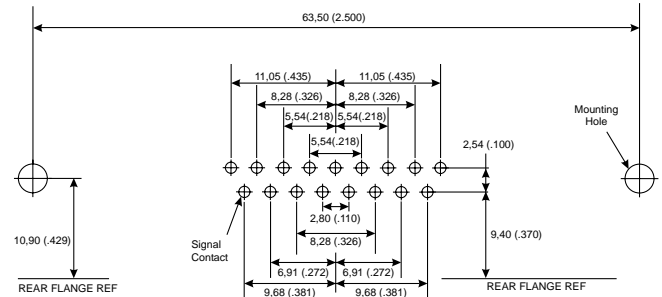 63,50 (2.500)
11,05 (.435) 11,05 (.435)
8,28 (.326) 8,28 (.326)
5,54(.218) 5,54(.218)
5,54(.218)
Mounting
Hole
2,54 (.100)
2,80 (.110)
Signal
Contact
10,90 (.429)
9,40 (.370)
8,28 (.326)
6,91 (.272) 6,91 (.272)
REAR FLANGE REF REAR FLANGE REF
9,68 (.381) 9,68 (.381)